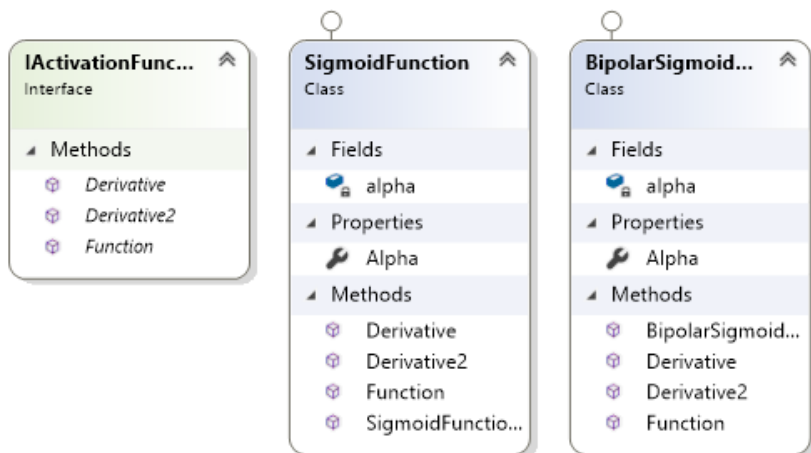 IActivationFunc...
Interface
Methods
Derivative
Derivative2
Function
SigmoidFunction
Class
Fields
alpha
Properties
Alpha
Methods
Derivative
Derivative2
Function
SigmoidFunctio...
BipolarSigmoid...
Class
Fields
alpha
Properties
Alpha
Methods
BipolarSigmoid...
Derivative
Derivative2
Function